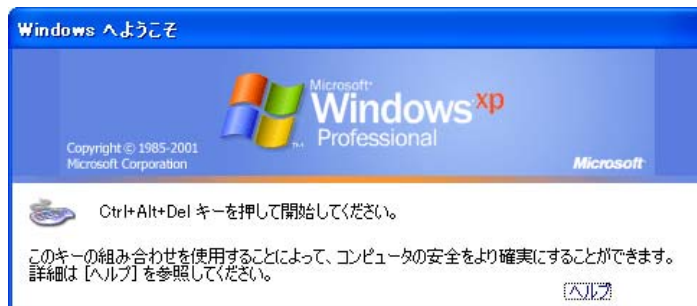 Windows へようこそ
Microsoft
Windows xp
Professional
Copyright © 1985-2001
Microsoft Corporation
Microsoft
Ctrl+Alt+Del キーを押して開始してください。
このキーの組み合わせを使用することによって、コンピュータの安全をより確実にすることができます。
詳細は [ヘルプ] を参照してください。
ヘルプ